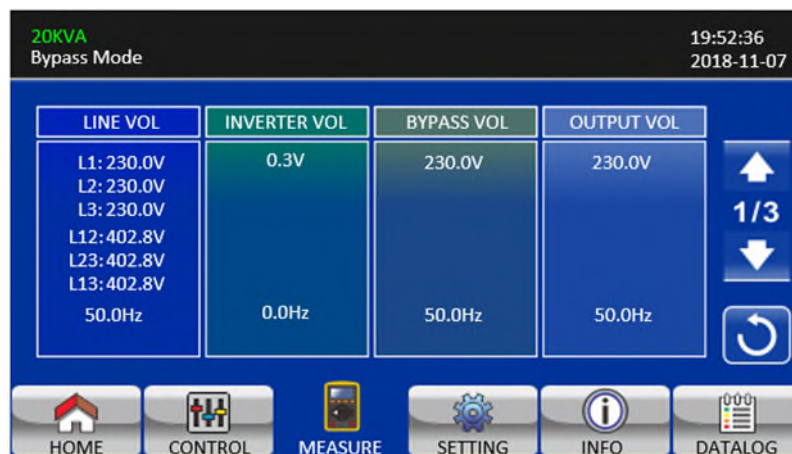 20KVA
Bypass Mode
19:52:36
2018-11-07
LINE VOL
L1: 230.0V
L2: 230.0V
L3: 230.0V
L12: 402.8V
L23: 402.8V
L13: 402.8V
50.0Hz
INVERTER VOL
0.3V
0.0Hz
BYPASS VOL
230.0V
50.0Hz
OUTPUT VOL
230.0V
50.0Hz
1/3
HOME
CONTROL
MEASURE
SETTING
INFO
DATALOG